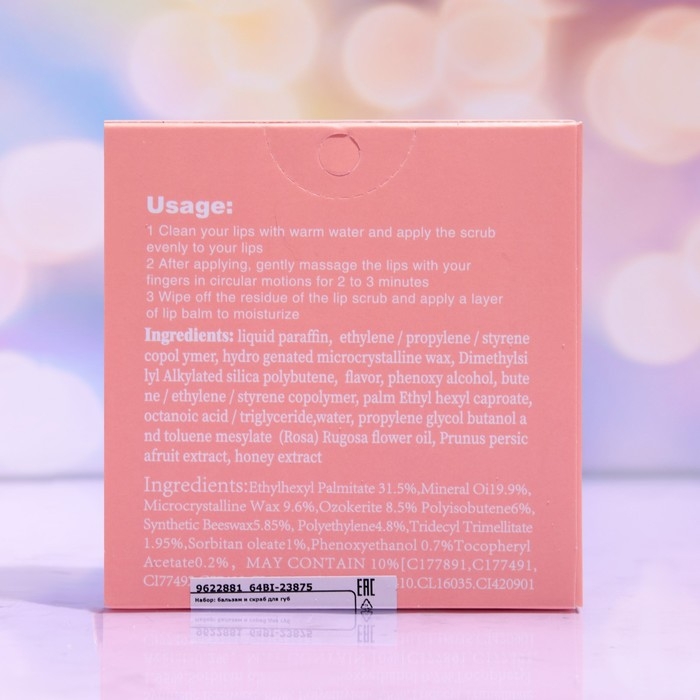 Usage:
1 Clean your lips with warm water and apply the scrub
evenly to your lips
2 After applying, gently massage the lips with your
fingers in circular motions for 2 to 3 minutes
3 Wipe off the residue of the lip scrub and apply a layer
of lip balm to moisturize
Ingredients: liquid paraffin, ethylene / propylene / styrene
copol ymer, hydro genated microcrystalline wax, Dimethylsi
lyl Alkylated silica polybutene, flavor, phenoxy alcohol, bute
ne / ethylene / styrene copolymer, palm Ethyl hexyl caproate,
octanoic acid / triglyceride,water, propylene glycol butanol a
nd toluene mesylate (Rosa) Rugosa flower oil, Prunus persic
afruit extract, honey extract
Ingredients:Ethylhexyl Palmitate 31.5%,Mineral Oi19.9%,
Microcrystalline Wax 9.6%,Ozokerite 8.5% Polyisobutene6%,
Synthetic Beeswax5.85%, Polyethylene4.8%,Tridecyl Trimellitate
1.95%,Sorbitan oleate1%,Phenoxyethanol 0.7%Tocopheryl
Acetate0.2%, MAY CONTAIN 10%[C177891,C177491,
10.CL16035.CI420901
9622881 64BI-23875
Набор: бальзам и скраб для губ
EAC